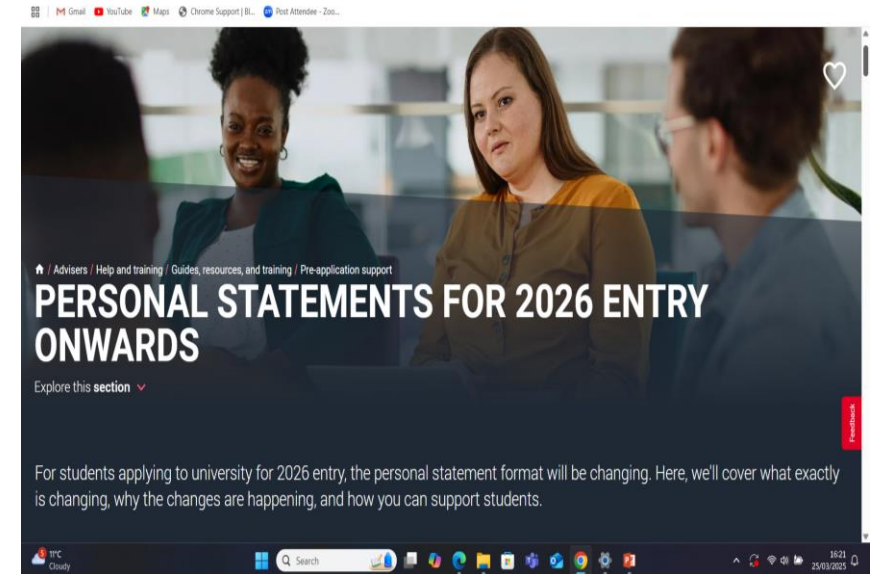 Gmail YouTube Maps Chrome Support | Bl... Post Attendee - Zoo...
/ Advisers / Help and training / Guides, resources, and training / Pre-application support
PERSONAL STATEMENTS FOR 2026 ENTRY
ONWARDS
Explore this section
Feedback
For students applying to university for 2026 entry, the personal statement format will be changing. Here, we'll cover what exactly
is changing, why the changes are happening, and how you can support students.
11°C
Cloudy
Search
16:21
25/03/2025